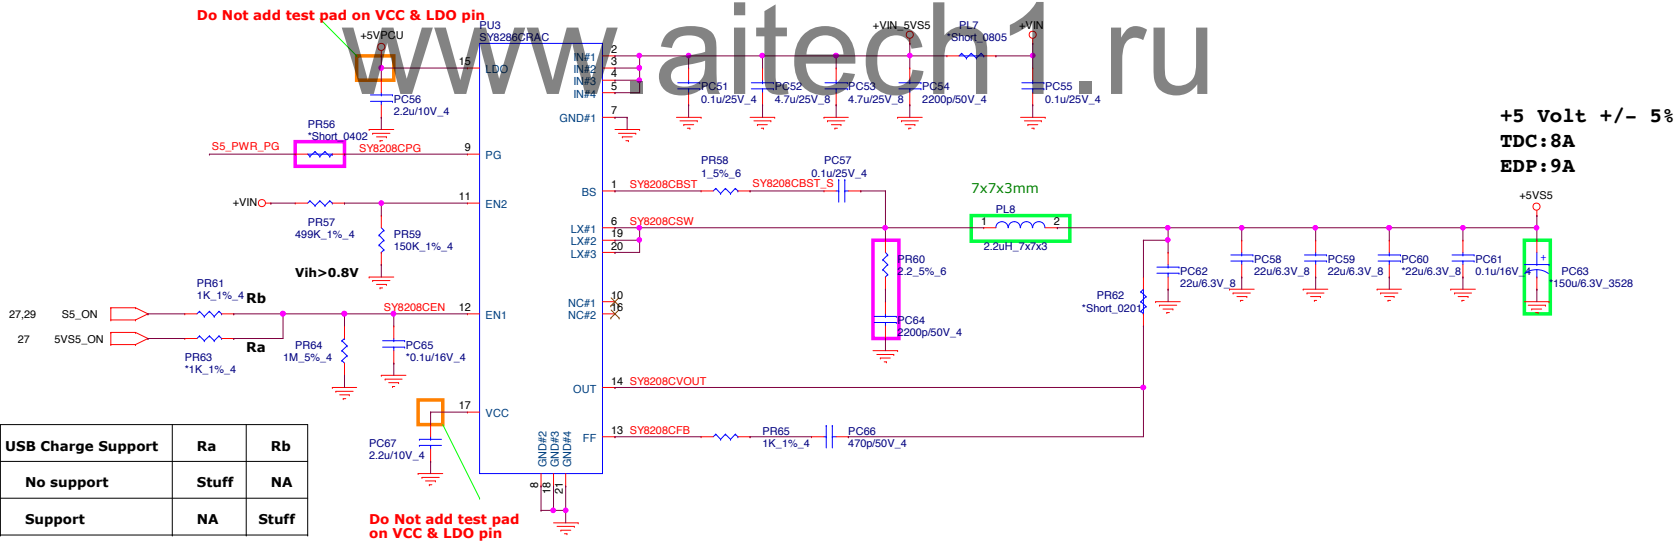 www.aitech1.ru
Do Not add test pad on VCC & LDO pin
+5VPCU
PU3
SY8286CRAC
+VIN_5VS5
PL7
*Short_0805
+VIN
15
LDO
PC56
2.2u/10V_4
IN#1
IN#2
IN#3
IN#4
2
3
4
5
GND#1
7
PC51
0.1u/25V_4
PC52
4.7u/25V_8
PC53
4.7u/25V_8
PC54
2200p/50V_4
PC55
0.1u/25V_4
+5 Volt +/- 5%
TDC:8A
EDP:9A
PR56
*Short_0402
S5_PWR_PG
SY8208CPG
9
PG
BS
1
SY8208CBST
PR58
1_5%_6
SY8208CBST_S
PC57
0.1u/25V_4
7x7x3mm
+5VS5
+VIN
PR57
499K_1%_4
PR59
150K_1%_4
11
EN2
Vih>0.8V
LX#1
LX#2
LX#3
6
19
20
SY8208CSW
PL8
1
2
2.2uH_7x7x3
PR60
2.2_5%_6
PC64
2200p/50V_4
PC62
22u/6.3V_8
PC58
22u/6.3V_8
PC59
22u/6.3V_8
PC60
*22u/6.3V_8
PC61
0.1u/16V_4
+
PC63
*150u/6.3V_3528
PR62
*Short_0201
PR61
1K_1%_4
Rb
27,29
S5_ON
SY8208CEN
12
EN1
NC#1
NC#2
10
16
27
5VS5_ON
PR63
*1K_1%_4
Ra
PR64
1M_5%_4
PC65
*0.1u/16V_4
OUT
14
SY8208CVOUT
17
VCC
PC67
2.2u/10V_4
FF
13
SY8208CFB
PR65
1K_1%_4
PC66
470p/50V_4
GND#2
GND#3
GND#4
8
18
21
USB Charge Support Ra Rb
No support Stuff NA
Support NA Stuff
Do Not add test pad
on VCC & LDO pin